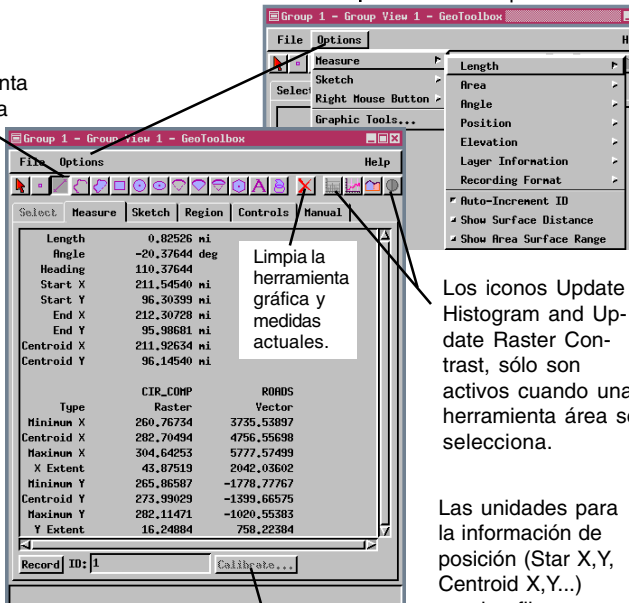 Group 1 - Group View 1 - GeoToolbox
File Options
Measure
Sketch
Right Mouse Button
Graphic Tools...
Length
Area
Angle
Position
Elevation
Layer Information
Recording Format
Auto-Increment ID
Show Surface Distance
Show Area Surface Range
Group 1 - Group View 1 - GeoToolbox
File Options Help
Select Measure Sketch Region Controls Manual
Length 0.82526 mi
Angle -20.37644 deg
Heading 110.37644
Start X 211.54540 mi
Start Y 96.30399 mi
End X 212.30728 mi
End Y 95.98681 mi
Centroid X 211.92634 mi
Centroid Y 96.14540 mi
CIR_COMP ROADS
Type Raster Vector
Minimum X 260.76734 3735.53897
Centroid X 282.70494 4756.55698
Maximum X 304.64253 5777.57499
X Extent 43.87519 2042.03602
Minimum Y 265.86587 -1778.77767
Centroid Y 273.99029 -1399.66575
Maximum Y 282.11471 -1020.55383
Y Extent 16.24884 758.22384
Record ID: 1 Calibrate...
Limpia la
herramienta
gráfica y
medidas
actuales.
Los iconos Update
Histogram and Up-
date Raster Con-
trast, sólo son
activos cuando una
herramienta área se
selecciona.
Las unidades para
la información de
posición (Star X,Y,
Centroid X,Y...)